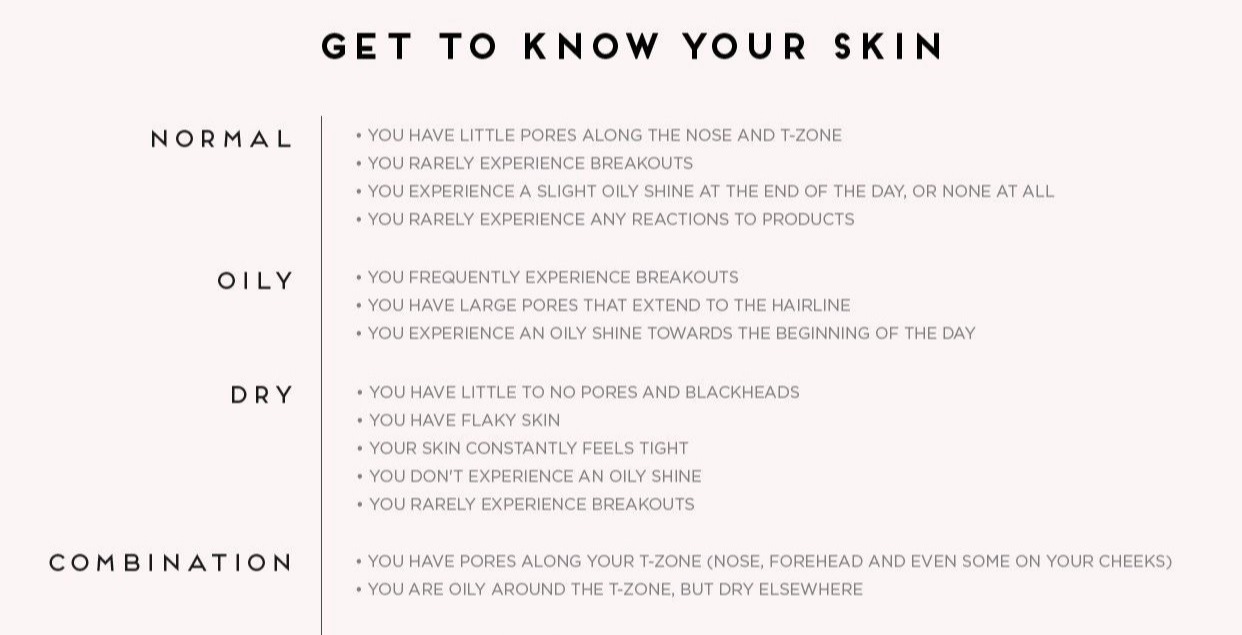 GET TO KNOW YOUR SKIN
NORMAL
• YOU HAVE LITTLE PORES ALONG THE NOSE AND T-ZONE
• YOU RARELY EXPERIENCE BREAKOUTS
• YOU EXPERIENCE A SLIGHT OILY SHINE AT THE END OF THE DAY, OR NONE AT ALL
• YOU RARELY EXPERIENCE ANY REACTIONS TO PRODUCTS
OILY
• YOU FREQUENTLY EXPERIENCE BREAKOUTS
• YOU HAVE LARGE PORES THAT EXTEND TO THE HAIRLINE
• YOU EXPERIENCE AN OILY SHINE TOWARDS THE BEGINNING OF THE DAY
DRY
• YOU HAVE LITTLE TO NO PORES AND BLACKHEADS
• YOU HAVE FLAKY SKIN
• YOUR SKIN CONSTANTLY FEELS TIGHT
• YOU DON'T EXPERIENCE AN OILY SHINE
• YOU RARELY EXPERIENCE BREAKOUTS
COMBINATION
• YOU HAVE PORES ALONG YOUR T-ZONE (NOSE, FOREHEAD AND EVEN SOME ON YOUR CHEEKS)
• YOU ARE OILY AROUND THE T-ZONE, BUT DRY ELSEWHERE